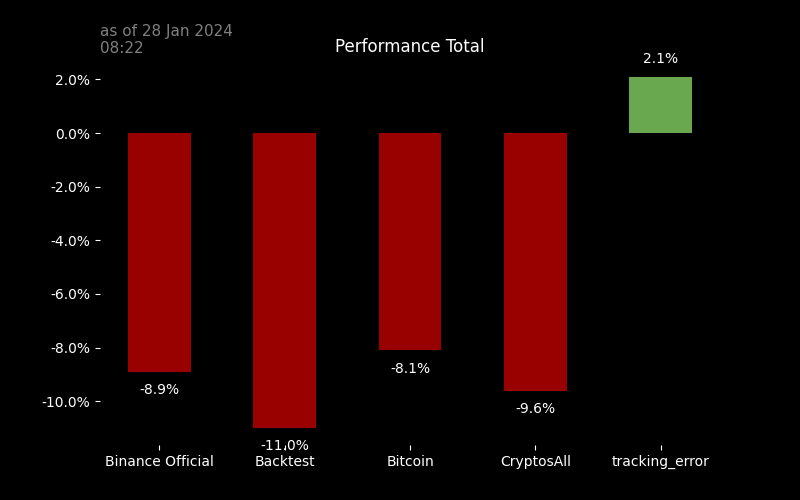 as of 28 Jan 2024
08:22
Performance Total
2.1%
2.0%
0.0%
-2.0%
-4.0%
-6.0%
-8.0%
-10.0%
-8.9%
-11.0%
-8.1%
-9.6%
Binance Official
Backtest
Bitcoin
CryptosAll
tracking_error